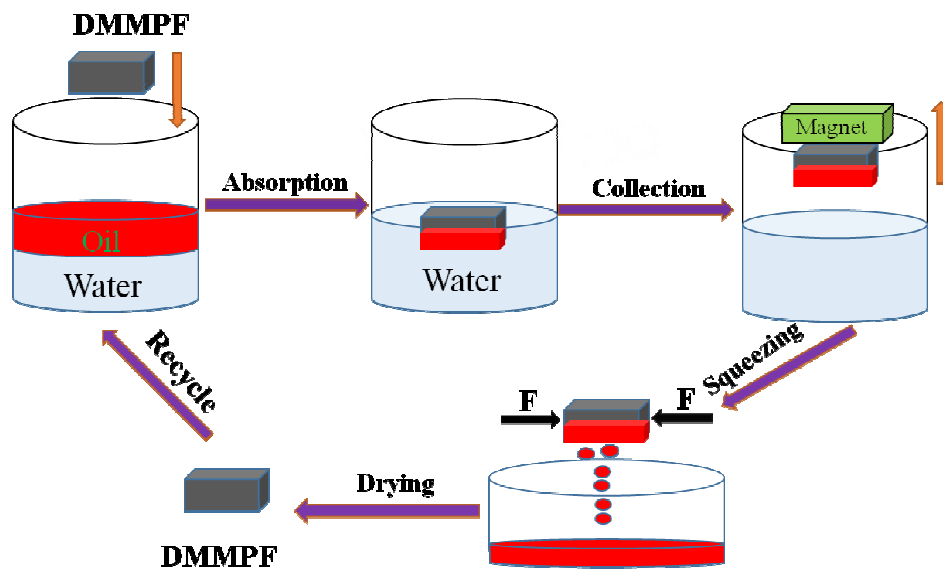 DMMPF
Oil
Water
Absorption
Water
Collection
Magnet
Squeezing
F
F
Drying
DMMPF
Recycle